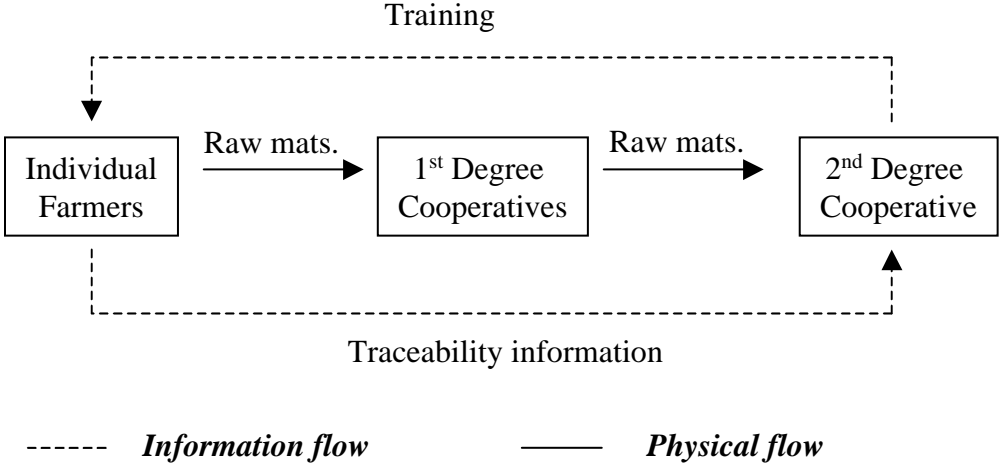 Training
Raw mats.
Raw mats.
Individual
Farmers
1st Degree
Cooperatives
2nd Degree
Cooperative
Traceability information
Information flow
Physical flow